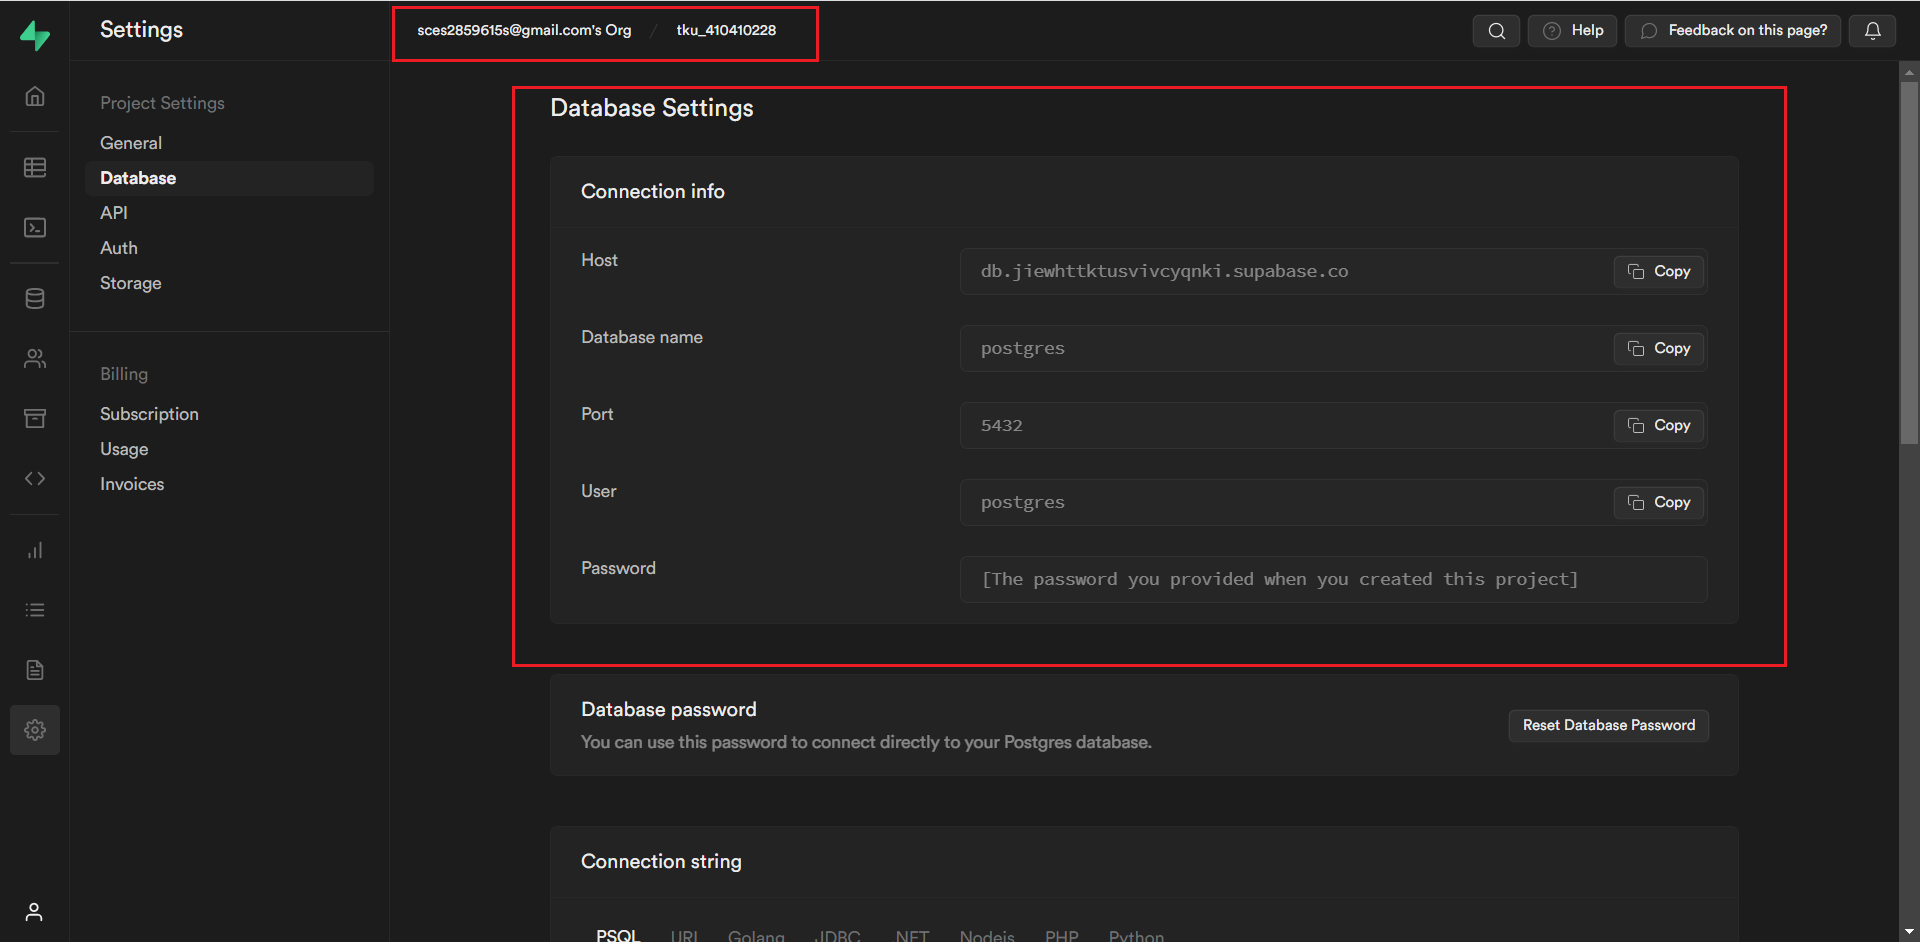 Settings
sces2859615s@gmail.com's Org / tku_410410228
Help
Feedback on this page?
Project Settings
General
Database
API
Auth
Storage
Billing
Subscription
Usage
Invoices
Database Settings
Connection info
Host
db.jiewhttktusvivcyqnki.supabase.co
Copy
Database name
postgres
Copy
Port
5432
Copy
User
postgres
Copy
Password
[The password you provided when you created this project]
Database password
You can use this password to connect directly to your Postgres database.
Reset Database Password
Connection string
PSQL URI Golang JDBC .NET Nodejs PHP Python